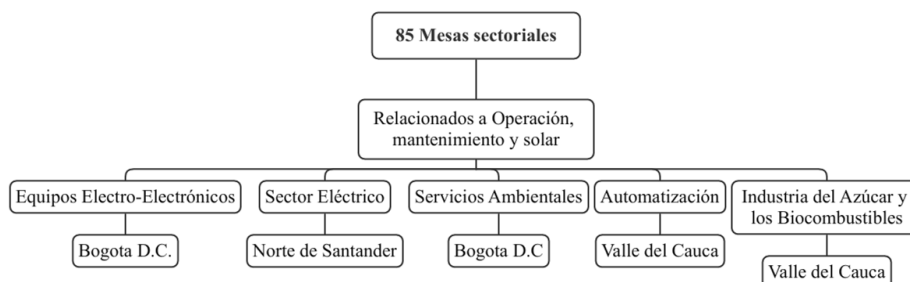 85 Mesas sectoriales
Relacionados a Operación,
mantenimiento y solar
Equipos Electro-Electrónicos
Sector Eléctrico
Servicios Ambientales
Automatización
Industria del Azúcar y
los Biocombustibles
Bogota D.C.
Norte de Santander
Bogota D.C
Valle del Cauca
Valle del Cauca